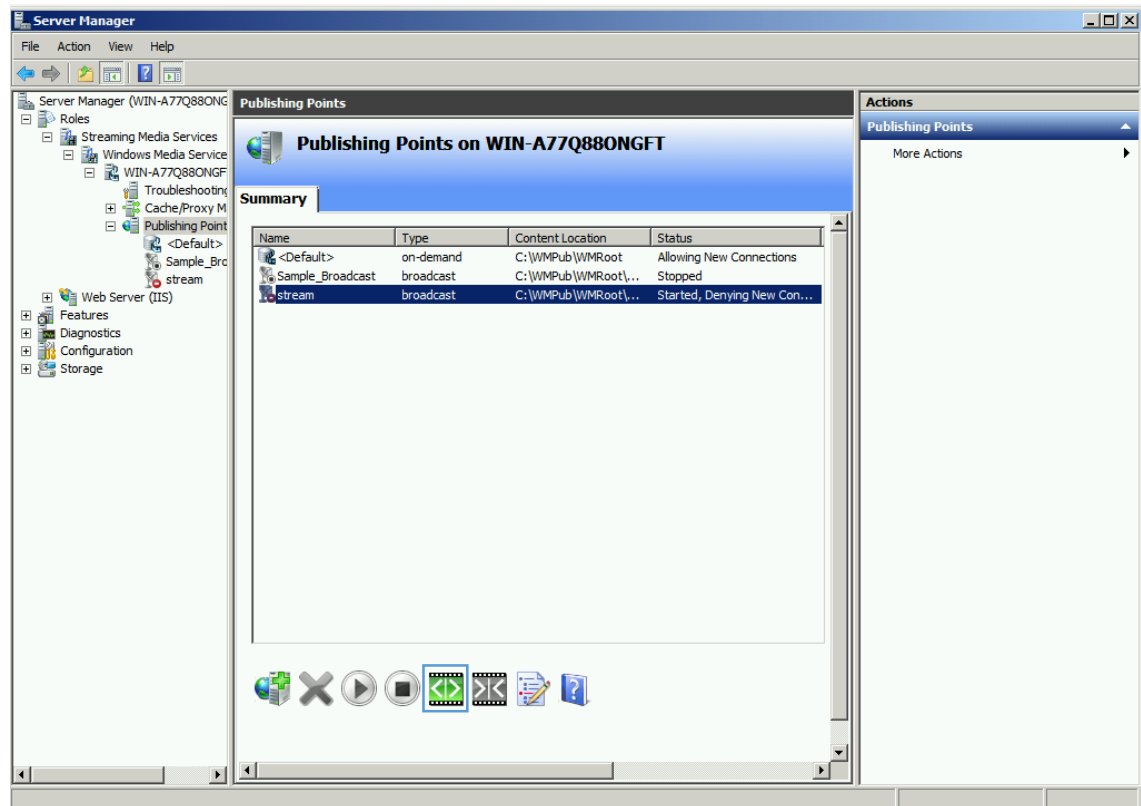 Server Manager
File Action View Help
Server Manager (WIN-A77Q88ONG
Roles
Streaming Media Services
Windows Media Service
WIN-A77Q88ONGF
Troubleshooting
Cache/Proxy M
Publishing Point
<Default>
Sample_Bro
stream
Web Server (IIS)
Features
Diagnostics
Configuration
Storage
Publishing Points
Publishing Points on WIN-A77Q88ONGFT
Summary
Name Type Content Location Status
<Default> on-demand C:\WMPub\WMRoot Allowing New Connections
Sample_Broadcast broadcast C:\WMPub\WMRoot\... Stopped
stream broadcast C:\WMPub\WMRoot\... Started, Denying New Con...
Actions
Publishing Points
More Actions